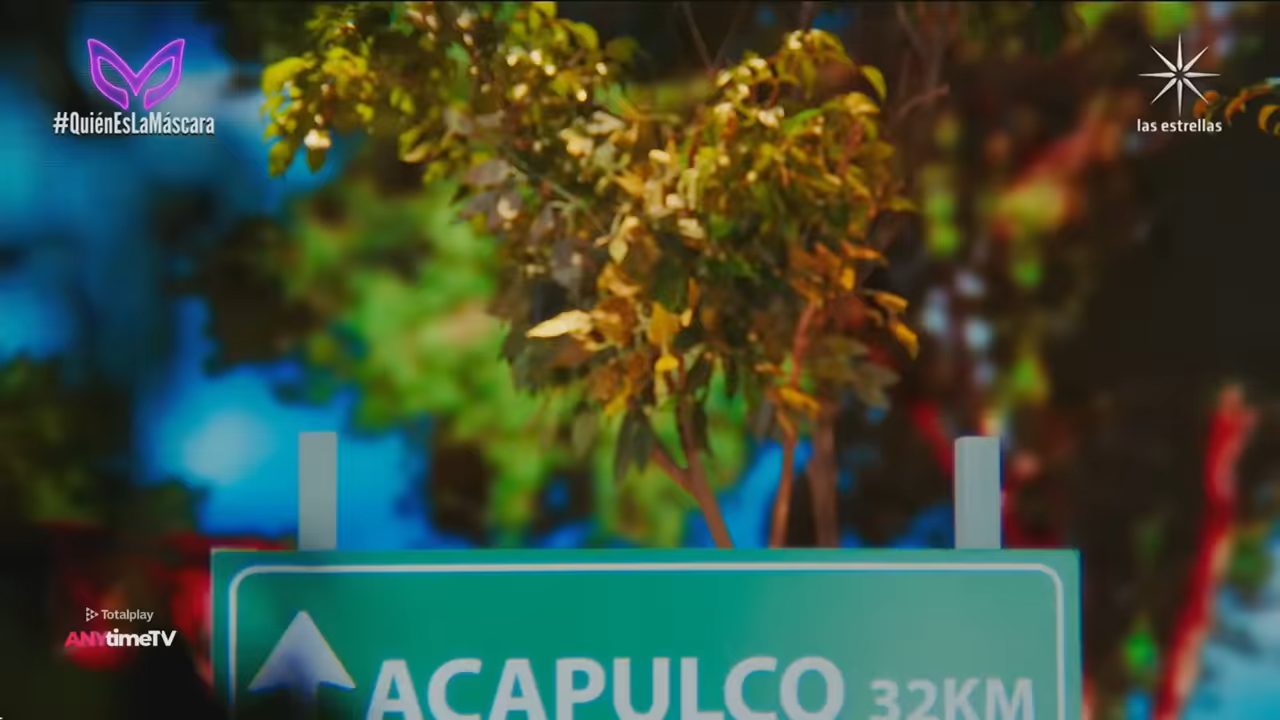 #QuiénEsLaMáscara
las estrellas
Totalplay
ANYtimeTV
ACAPULCO 32KM